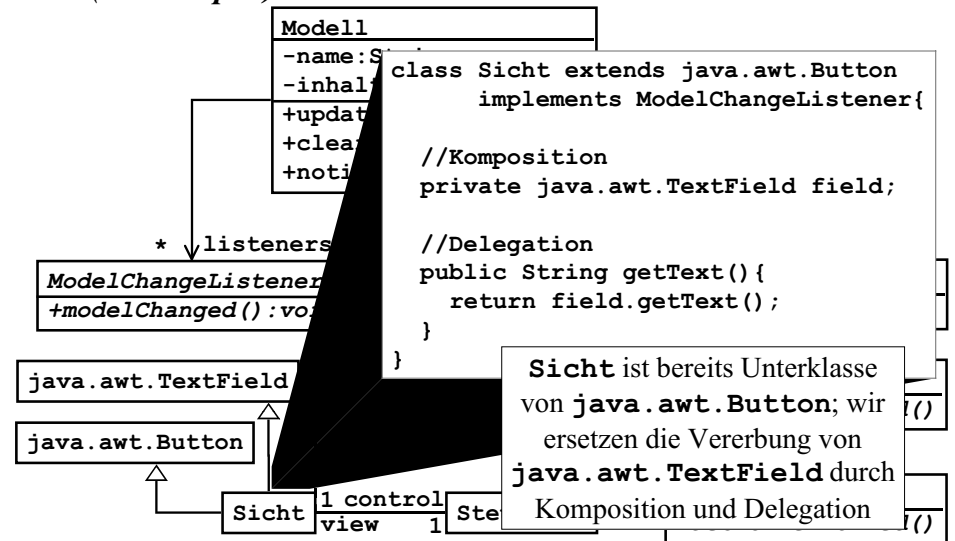 Modell
-name:
-inhal
+updat
+clea
+noti
class Sicht extends java.awt.Button
implements ModelChangeListener{
//Komposition
private java.awt.TextField field;
//Delegation
public String getText(){
return field.getText();
}
}
* listeners
ModelChangeListener
+modelChanged():vo
java.awt.TextField
java.awt.Button
Sicht ist bereits Unterklasse
von java.awt.Button; wir
ersetzen die Vererbung von
java.awt.TextField durch
Komposition und Delegation
()
Sicht
1 control
view 1
Ste
()